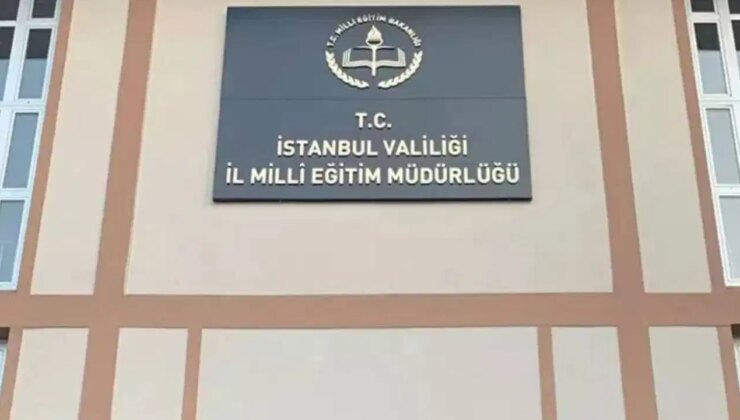 T.C. MİLLÎ EĞİTİM BAKANLIĞI
T.C.
İSTANBUL VALİLİĞİ
İL MİLLÎ EĞİTİM MÜDÜRLÜĞÜ